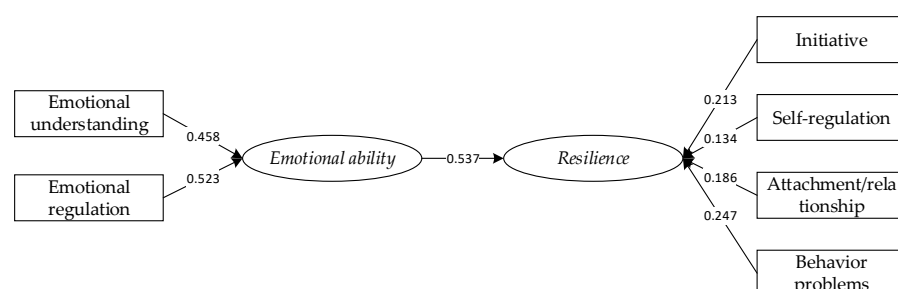 Initiative
0.213
Emotional
understanding
0.458
Self-regulation
0.134
Emotional ability
0.537
Resilience
Emotional
regulation
0.523
0.186
Attachment/rela
tionship
0.247
Behavior
problems